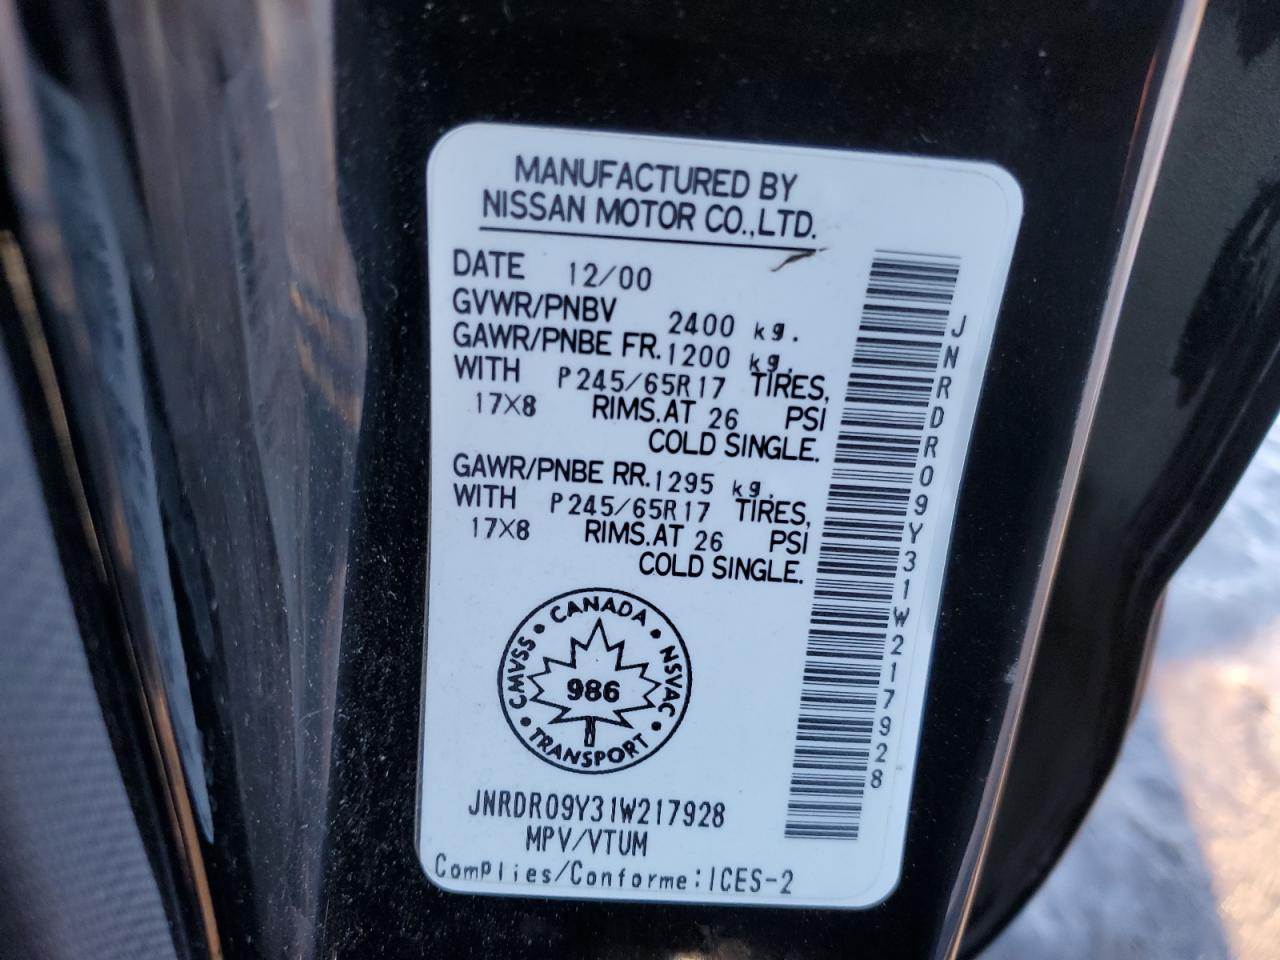 MANUFACTURED BY
NISSAN MOTOR CO.,LTD.
DATE 12/00
GVWR/PNBV 2400 kg.
GAWR/PNBE FR. 1200 kg.
WITH P245/65R17 TIRES,
17X8 RIMS.AT 26 PSI
COLD SINGLE.
GAWR/PNBE RR. 1295 kg.
WITH P245/65R17 TIRES,
17X8 RIMS.AT 26 PSI
COLD SINGLE.
CANADA • NSVAC • TRANSPORT • CMVSS •
986
JNRDR09Y31W217928
MPV/VTUM
Complies/Conforme:ICES-2
JNRDR09Y31W217928